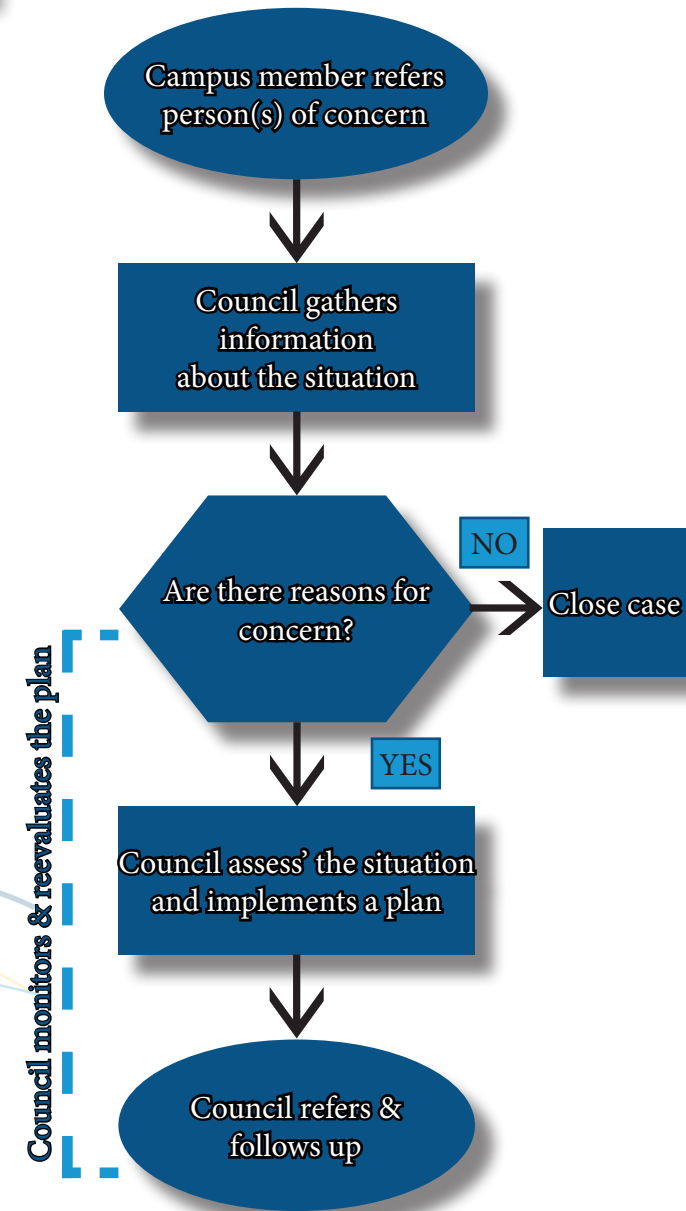 Campus member refers
person(s) of concern
Council gathers
information
about the situation
Are there reasons for
concern?
NO
Close case
YES
Council assess’ the situation
and implements a plan
Council refers &
follows up
Council monitors & reevaluates the plan